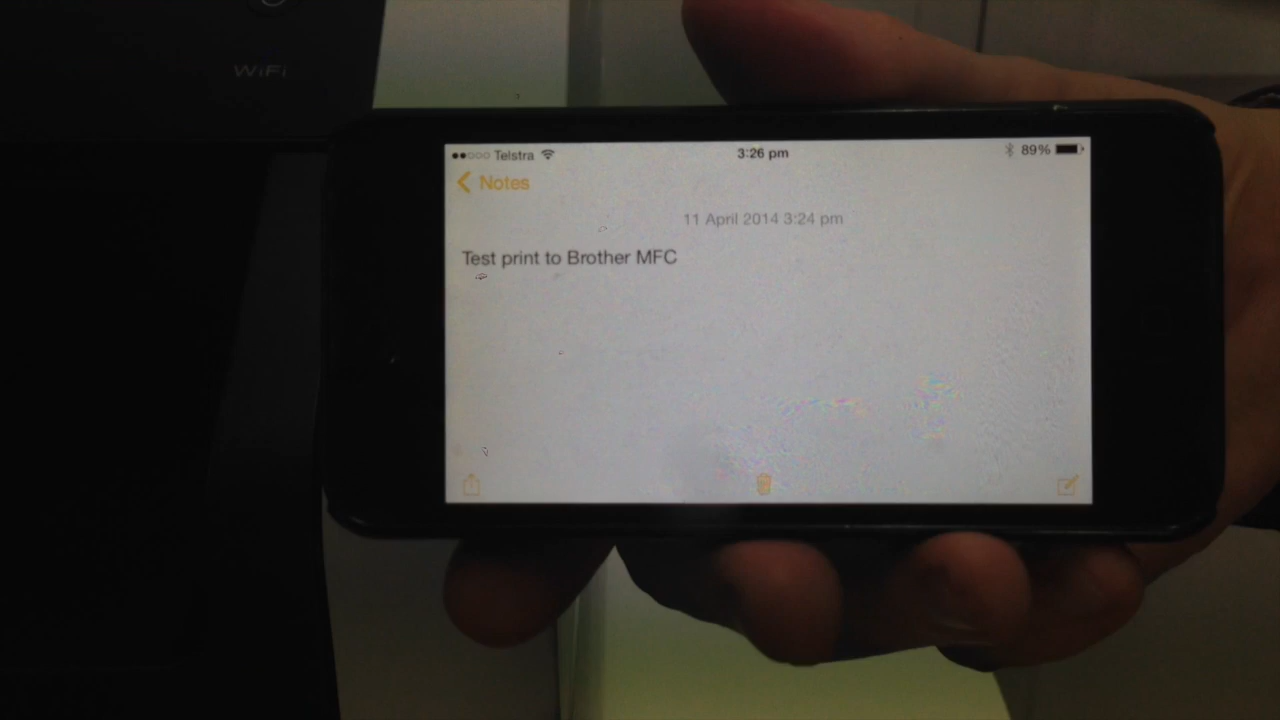 WiFi
Telstra 3:26 pm 89%
Notes
11 April 2014 3:24 pm
Test print to Brother MFC